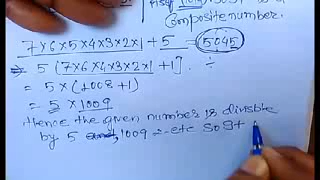 composite number.
7×6×5×4×3×2×1 + 5 = 5045
= 5 [7×6×4×3×2×1 +1] ÷
= 5 × (1008 +1)
= 5 × 1009
Hence the given number is divisble
by 5 1009 - etc So It